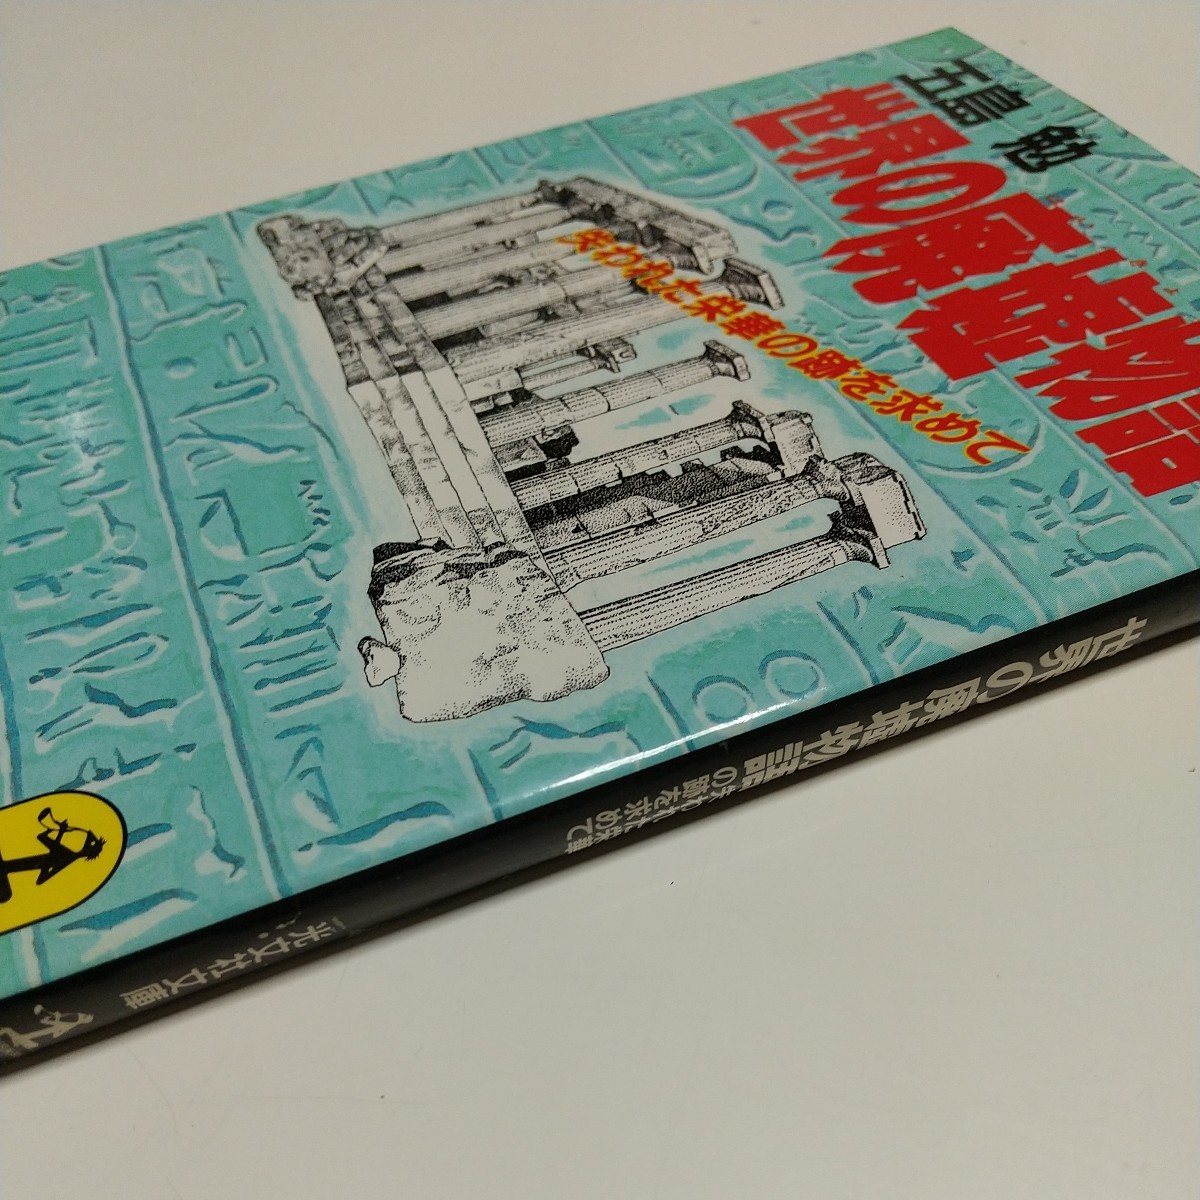 五島 勉
世界の廃墟物語
失われた栄華の跡を求めて
世界の廃墟物語
失われた栄華
の跡を求めて
光文社文庫